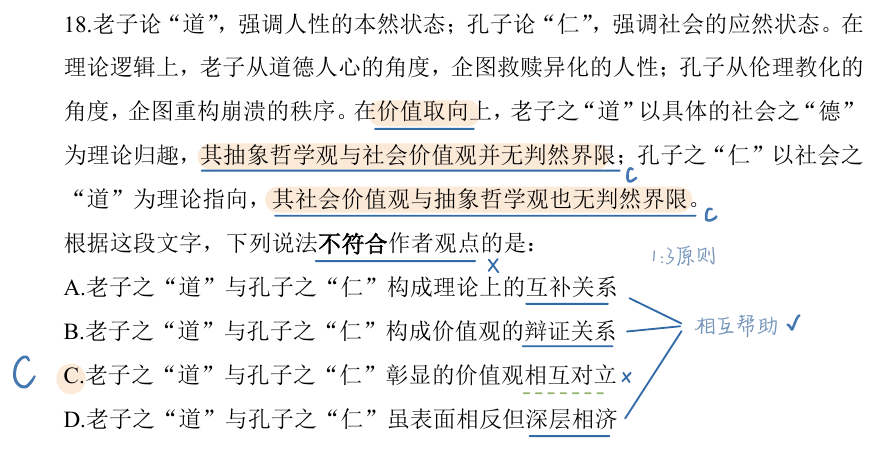 18.老子论“道”，强调人性的本然状态；孔子论“仁”，强调社会的应然状态。在
理论逻辑上，老子从道德人心的角度，企图救赎异化的人性；孔子从伦理教化的
角度，企图重构崩溃的秩序。在价值取向上，老子之“道”以具体的社会之“德”
为理论归趣，其抽象哲学观与社会价值观并无判然界限；孔子之“仁”以社会之
C
“道”为理论指向，其社会价值观与抽象哲学观也无判然界限。
C
根据这段文字，下列说法不符合作者观点的是：
x
1:3原则
A.老子之“道”与孔子之“仁”构成理论上的互补关系
B.老子之“道”与孔子之“仁”构成价值观的辩证关系
相互帮助 ✓
C
C.老子之“道”与孔子之“仁”彰显的价值观相互对立 x
D.老子之“道”与孔子之“仁”虽表面相反但深层相济